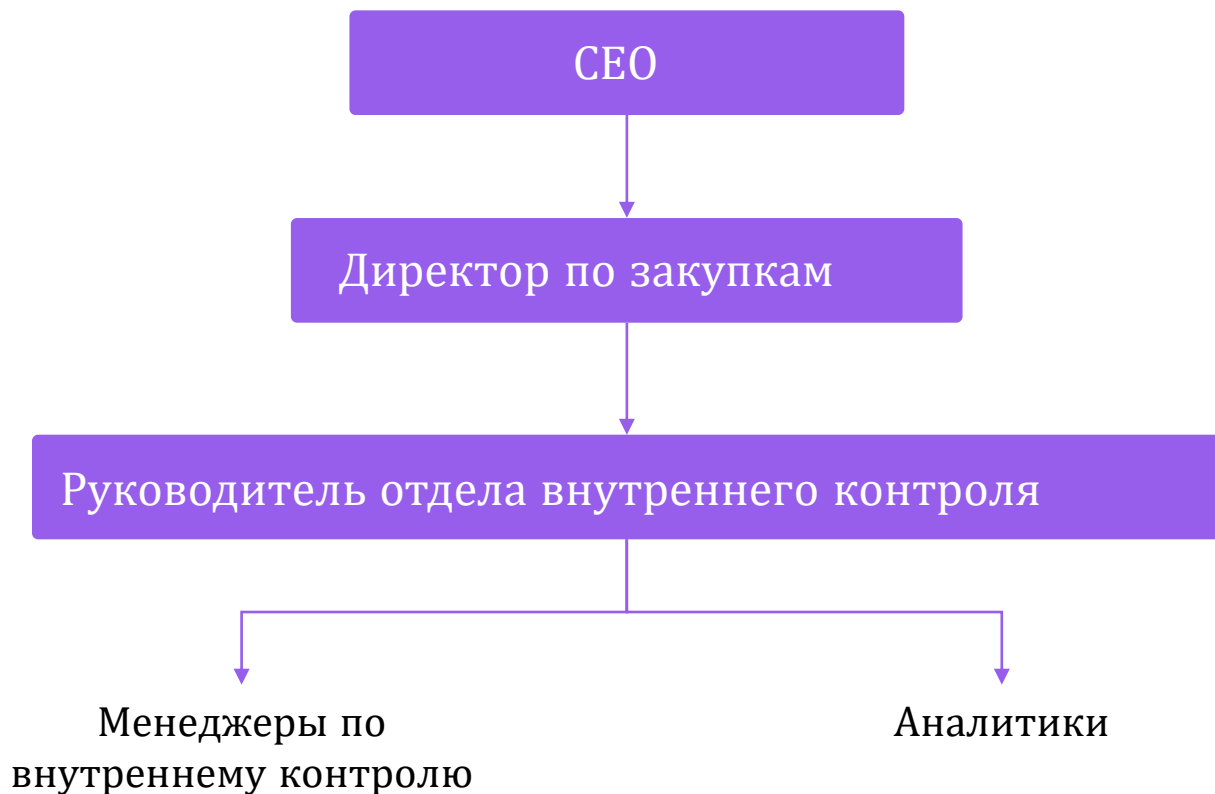 CEO
Директор по закупкам
Руководитель отдела внутреннего контроля
Менеджеры по
внутреннему контролю
Аналитики